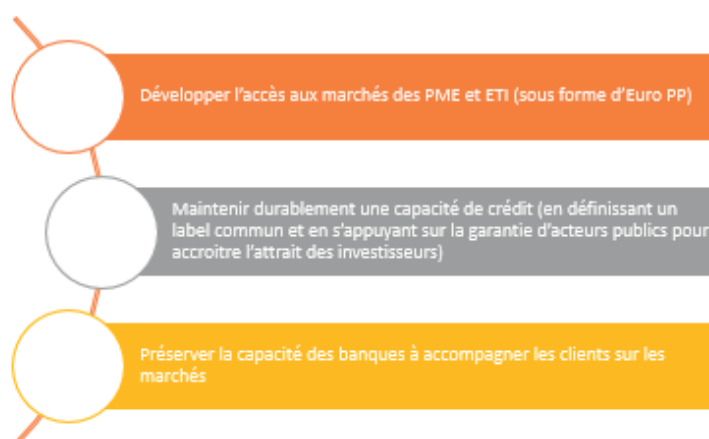 Développer l'accès aux marchés des PME et ETI (sous forme d'Euro PP)
Maintenir durablement une capacité de crédit (en définissant un
label commun et en s'appuyant sur la garantie d'acteurs publics pour
accroitre l'attrait des investisseurs)
Préserver la capacité des banques à accompagner les clients sur les
marchés